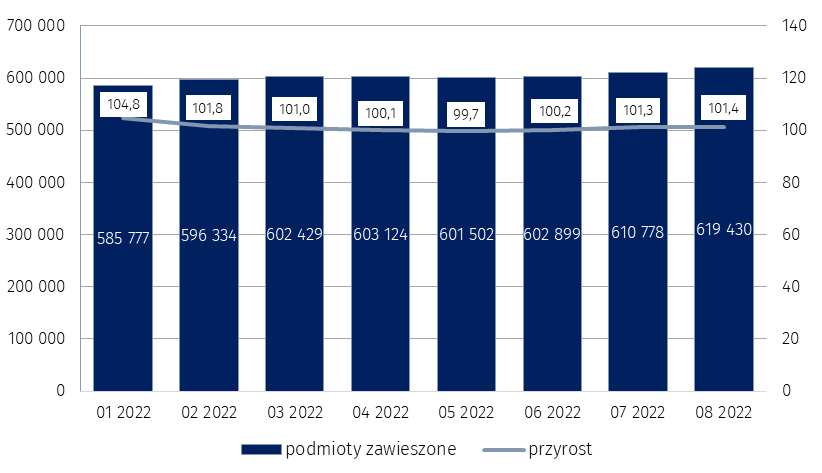 700 000 140
600 000 120
104,8 101,8 101,0 100,1 99,7 100,2 101,3 101,4
500 000 100
400 000 80
300 000 60
585 777 596 334 602 429 603 124 601 502 602 899 610 778 619 430
200 000 40
100 000 20
0 0
01 2022 02 2022 03 2022 04 2022 05 2022 06 2022 07 2022 08 2022
podmioty zawieszone przyrost